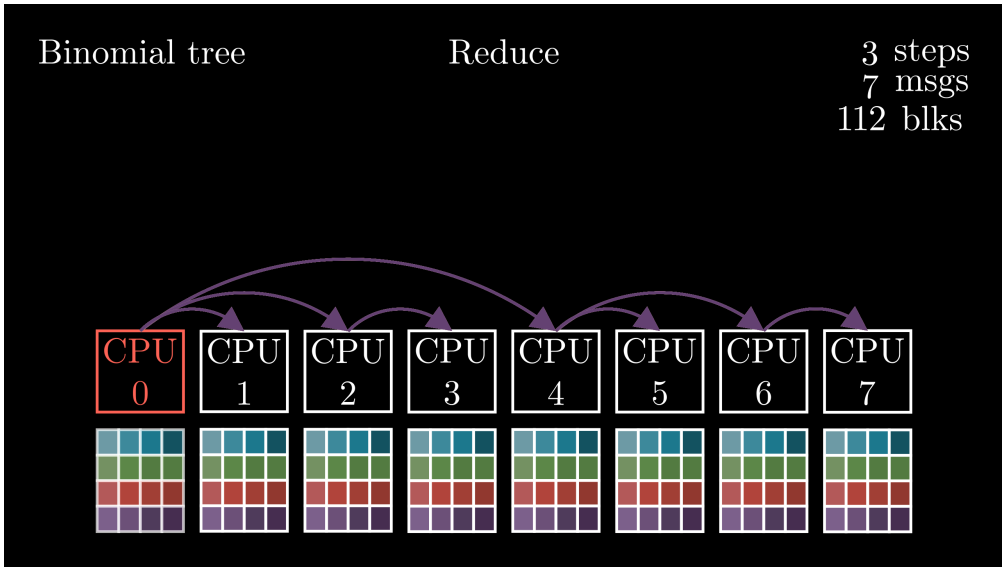 Binomial tree
Reduce
3 steps
7 msgs
112 blks
CPU 0
CPU 1
CPU 2
CPU 3
CPU 4
CPU 5
CPU 6
CPU 7